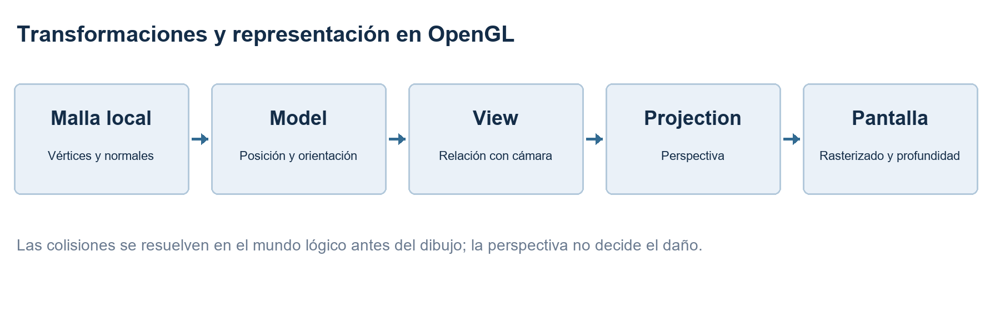 Transformaciones y representación en OpenGL
Malla local
Vértices y normales
Model
Posición y orientación
View
Relación con cámara
Projection
Perspectiva
Pantalla
Rasterizado y profundidad
Las colisiones se resuelven en el mundo lógico antes del dibujo; la perspectiva no decide el daño.